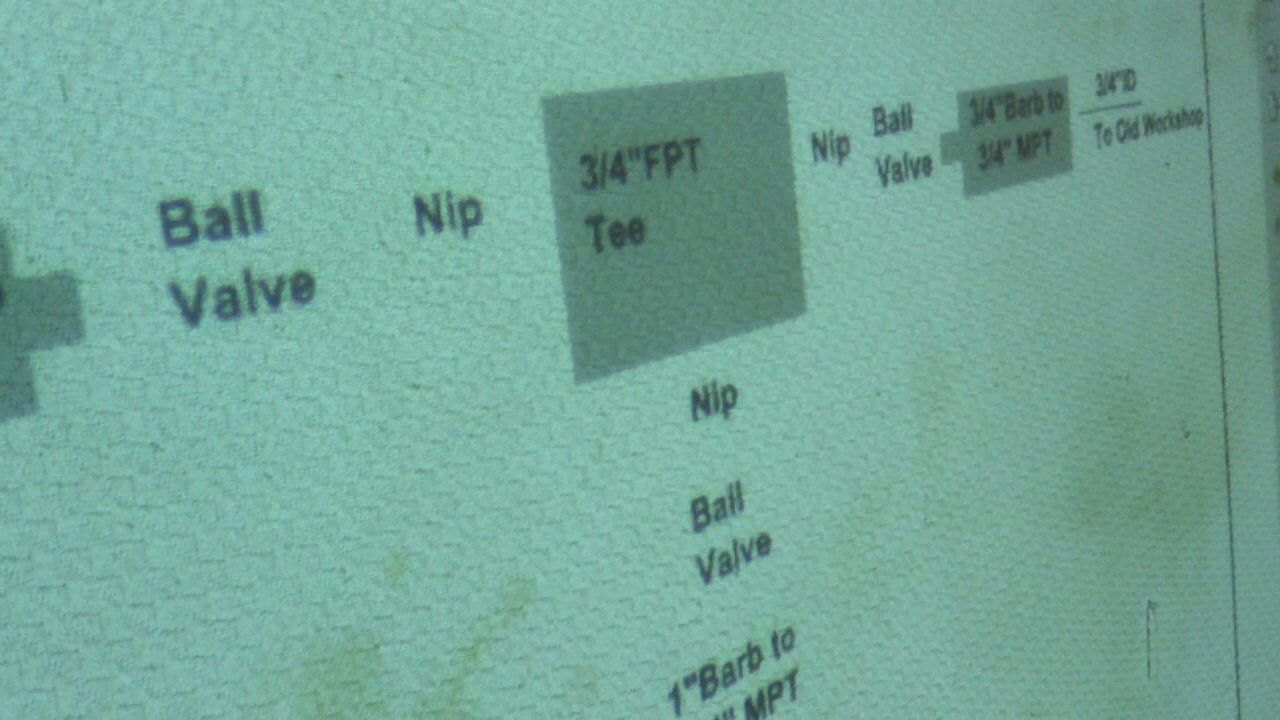 Ball
Valve
Nip
3/4"FPT
Tee
Nip
Ball
Valve
3/4"Barb to
3/4" MPT
3/4"ID
To Old Workshop
Nip
Ball
Valve
1"Barb to
MPT